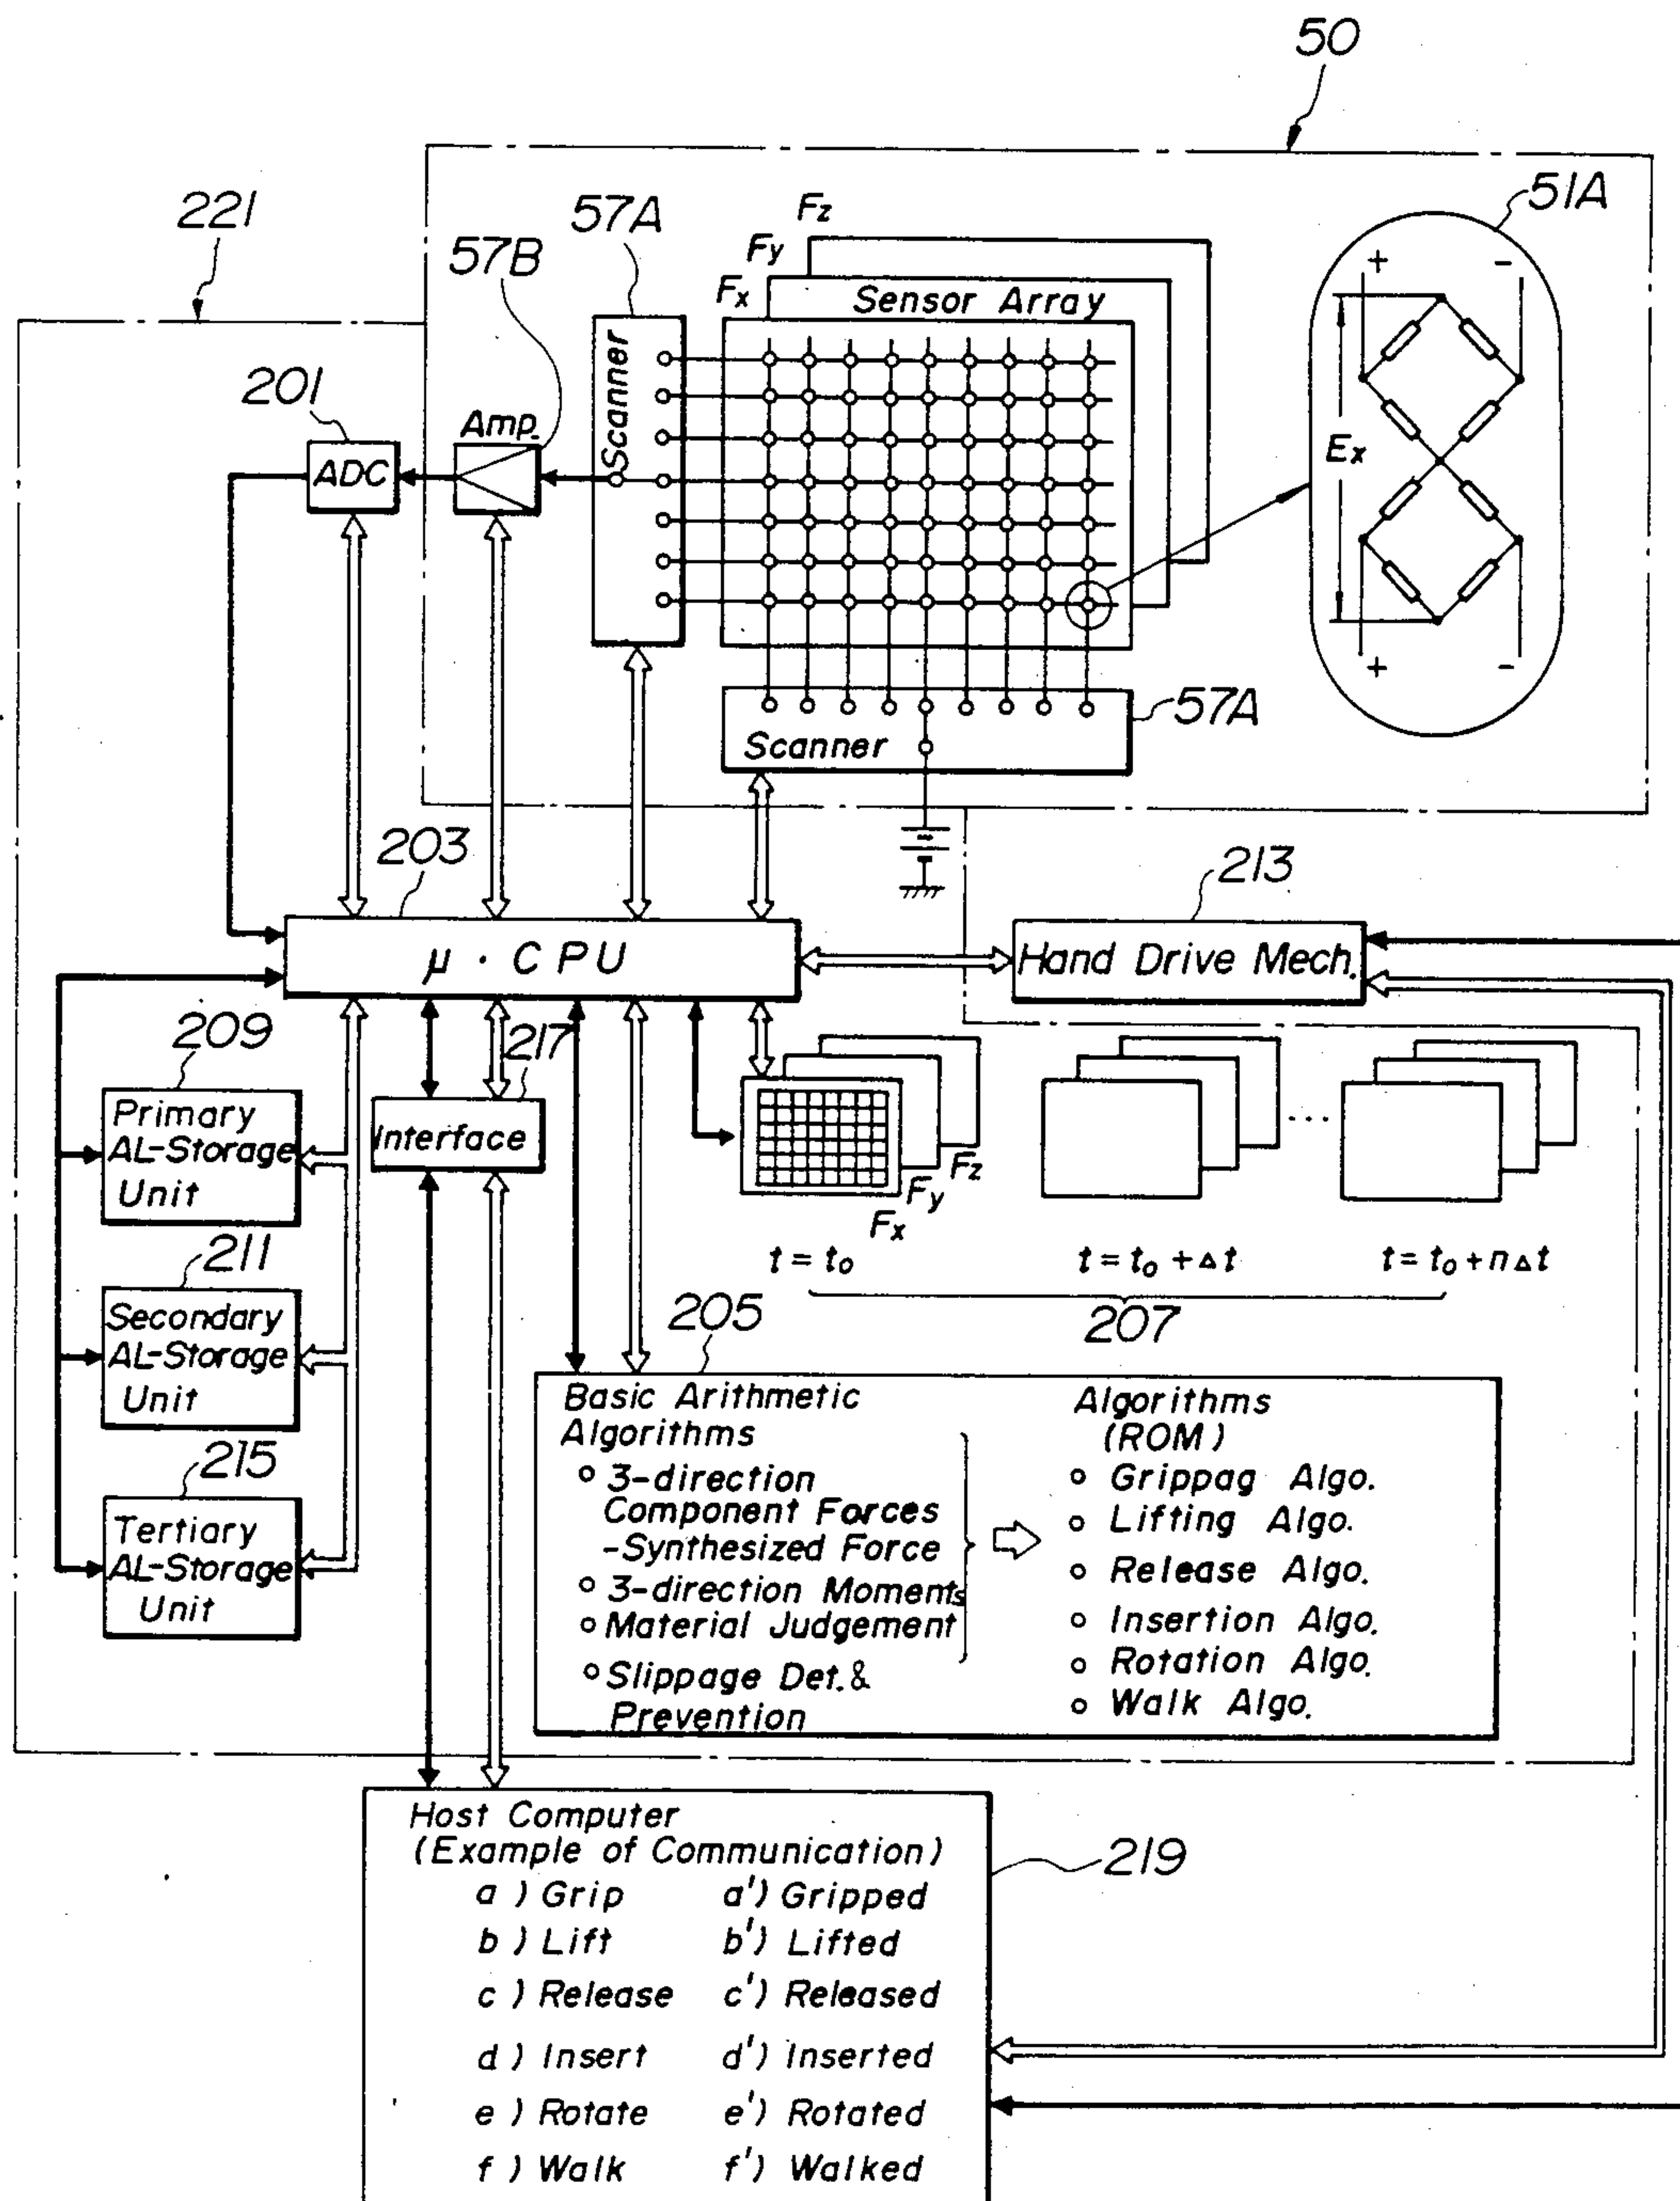 50
221
57A
57B
Fz
Fy
Fx
Sensor Array
51A
+ -
Ex
+ -
201
ADC
Amp.
Scanner
57A
Scanner
203
μ · CPU
213
Hand Drive Mech.
209
Primary
AL-Storage
Unit
211
Secondary
AL-Storage
Unit
215
Tertiary
AL-Storage
Unit
217
Interface
Fz
Fy
Fx
...
t = to
t = to + Δt
t = to + nΔt
207
205
Basic Arithmetic
Algorithms
○ 3-direction
Component Forces
-Synthesized Force
○ 3-direction Moments
○ Material Judgement
○ Slippage Det. &
Prevention
Algorithms
(ROM)
○ Grippag Algo.
○ Lifting Algo.
○ Release Algo.
○ Insertion Algo.
○ Rotation Algo.
○ Walk Algo.
219
Host Computer
(Example of Communication)
a ) Grip a') Gripped
b ) Lift b') Lifted
c ) Release c') Released
d ) Insert d') Inserted
e ) Rotate e') Rotated
f ) Walk f') Walked